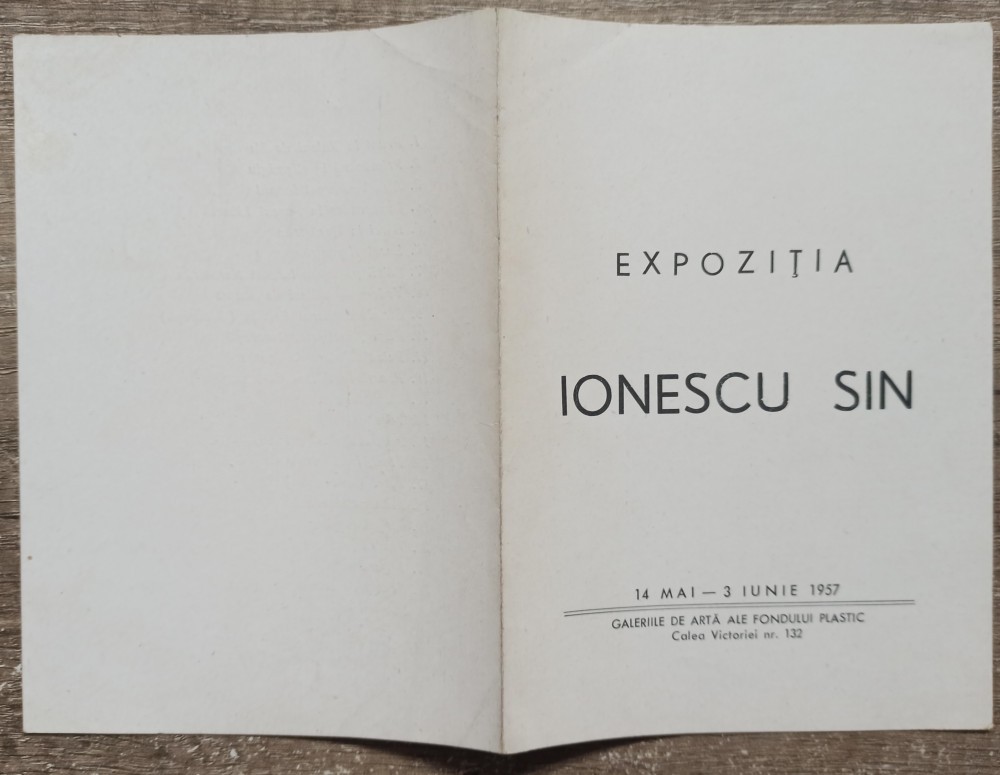 EXPOZIŢIA
IONESCU SIN
14 MAI — 3 IUNIE 1957
GALERIILE DE ARTĂ ALE FONDULUI PLASTIC
Calea Victoriei nr. 132